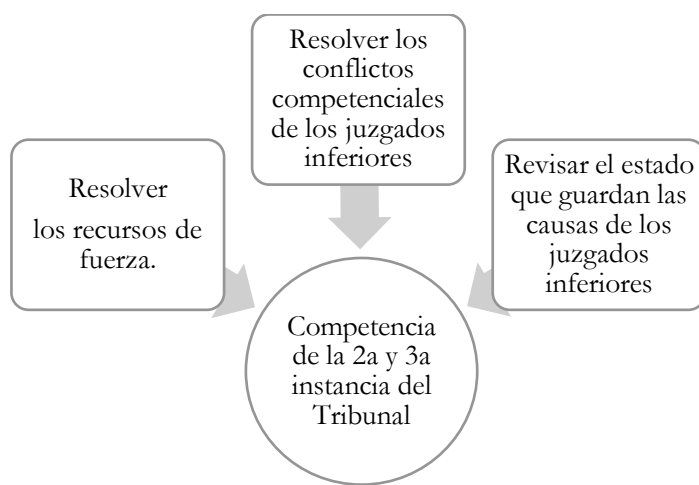 Resolver los
conflictos
competenciales
de los juzgados
inferiores
Resolver
los recursos de
fuerza.
Revisar el estado
que guardan las
causas de los
juzgados
inferiores
Competencia
de la 2a y 3a
instancia del
Tribunal